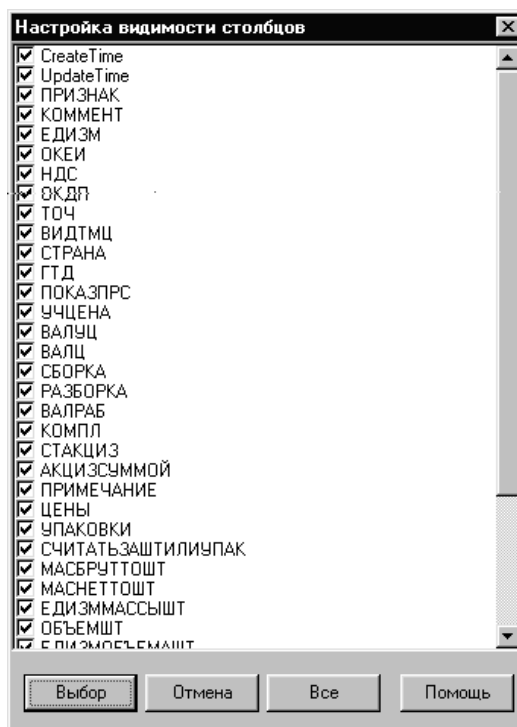 Настройка видимости столбцов
CreateTime
UpdateTime
ПРИЗНАК
КОММЕНТ
ЕДИЗМ
ОКЕИ
НДС
ОКДП
ТОЧ
ВИДТМЦ
СТРАНА
ГТД
ПОКАЗПРС
УЧЦЕНА
ВАЛУЦ
ВАЛЦ
СБОРКА
РАЗБОРКА
ВАЛРАБ
КОМПЛ
СТАКЦИЗ
АКЦИЗСУММОЙ
ПРИМЕЧАНИЕ
ЦЕНЫ
УПАКОВКИ
СЧИТАТЬЗАШТИЛИУПАК
МАСБРУТТОШТ
МАСНЕТТОШТ
ЕДИЗММАССЫШТ
ОБЪЕМШТ
ЕДИЗМОБЪЕМАШТ
Выбор Отмена Все Помощь